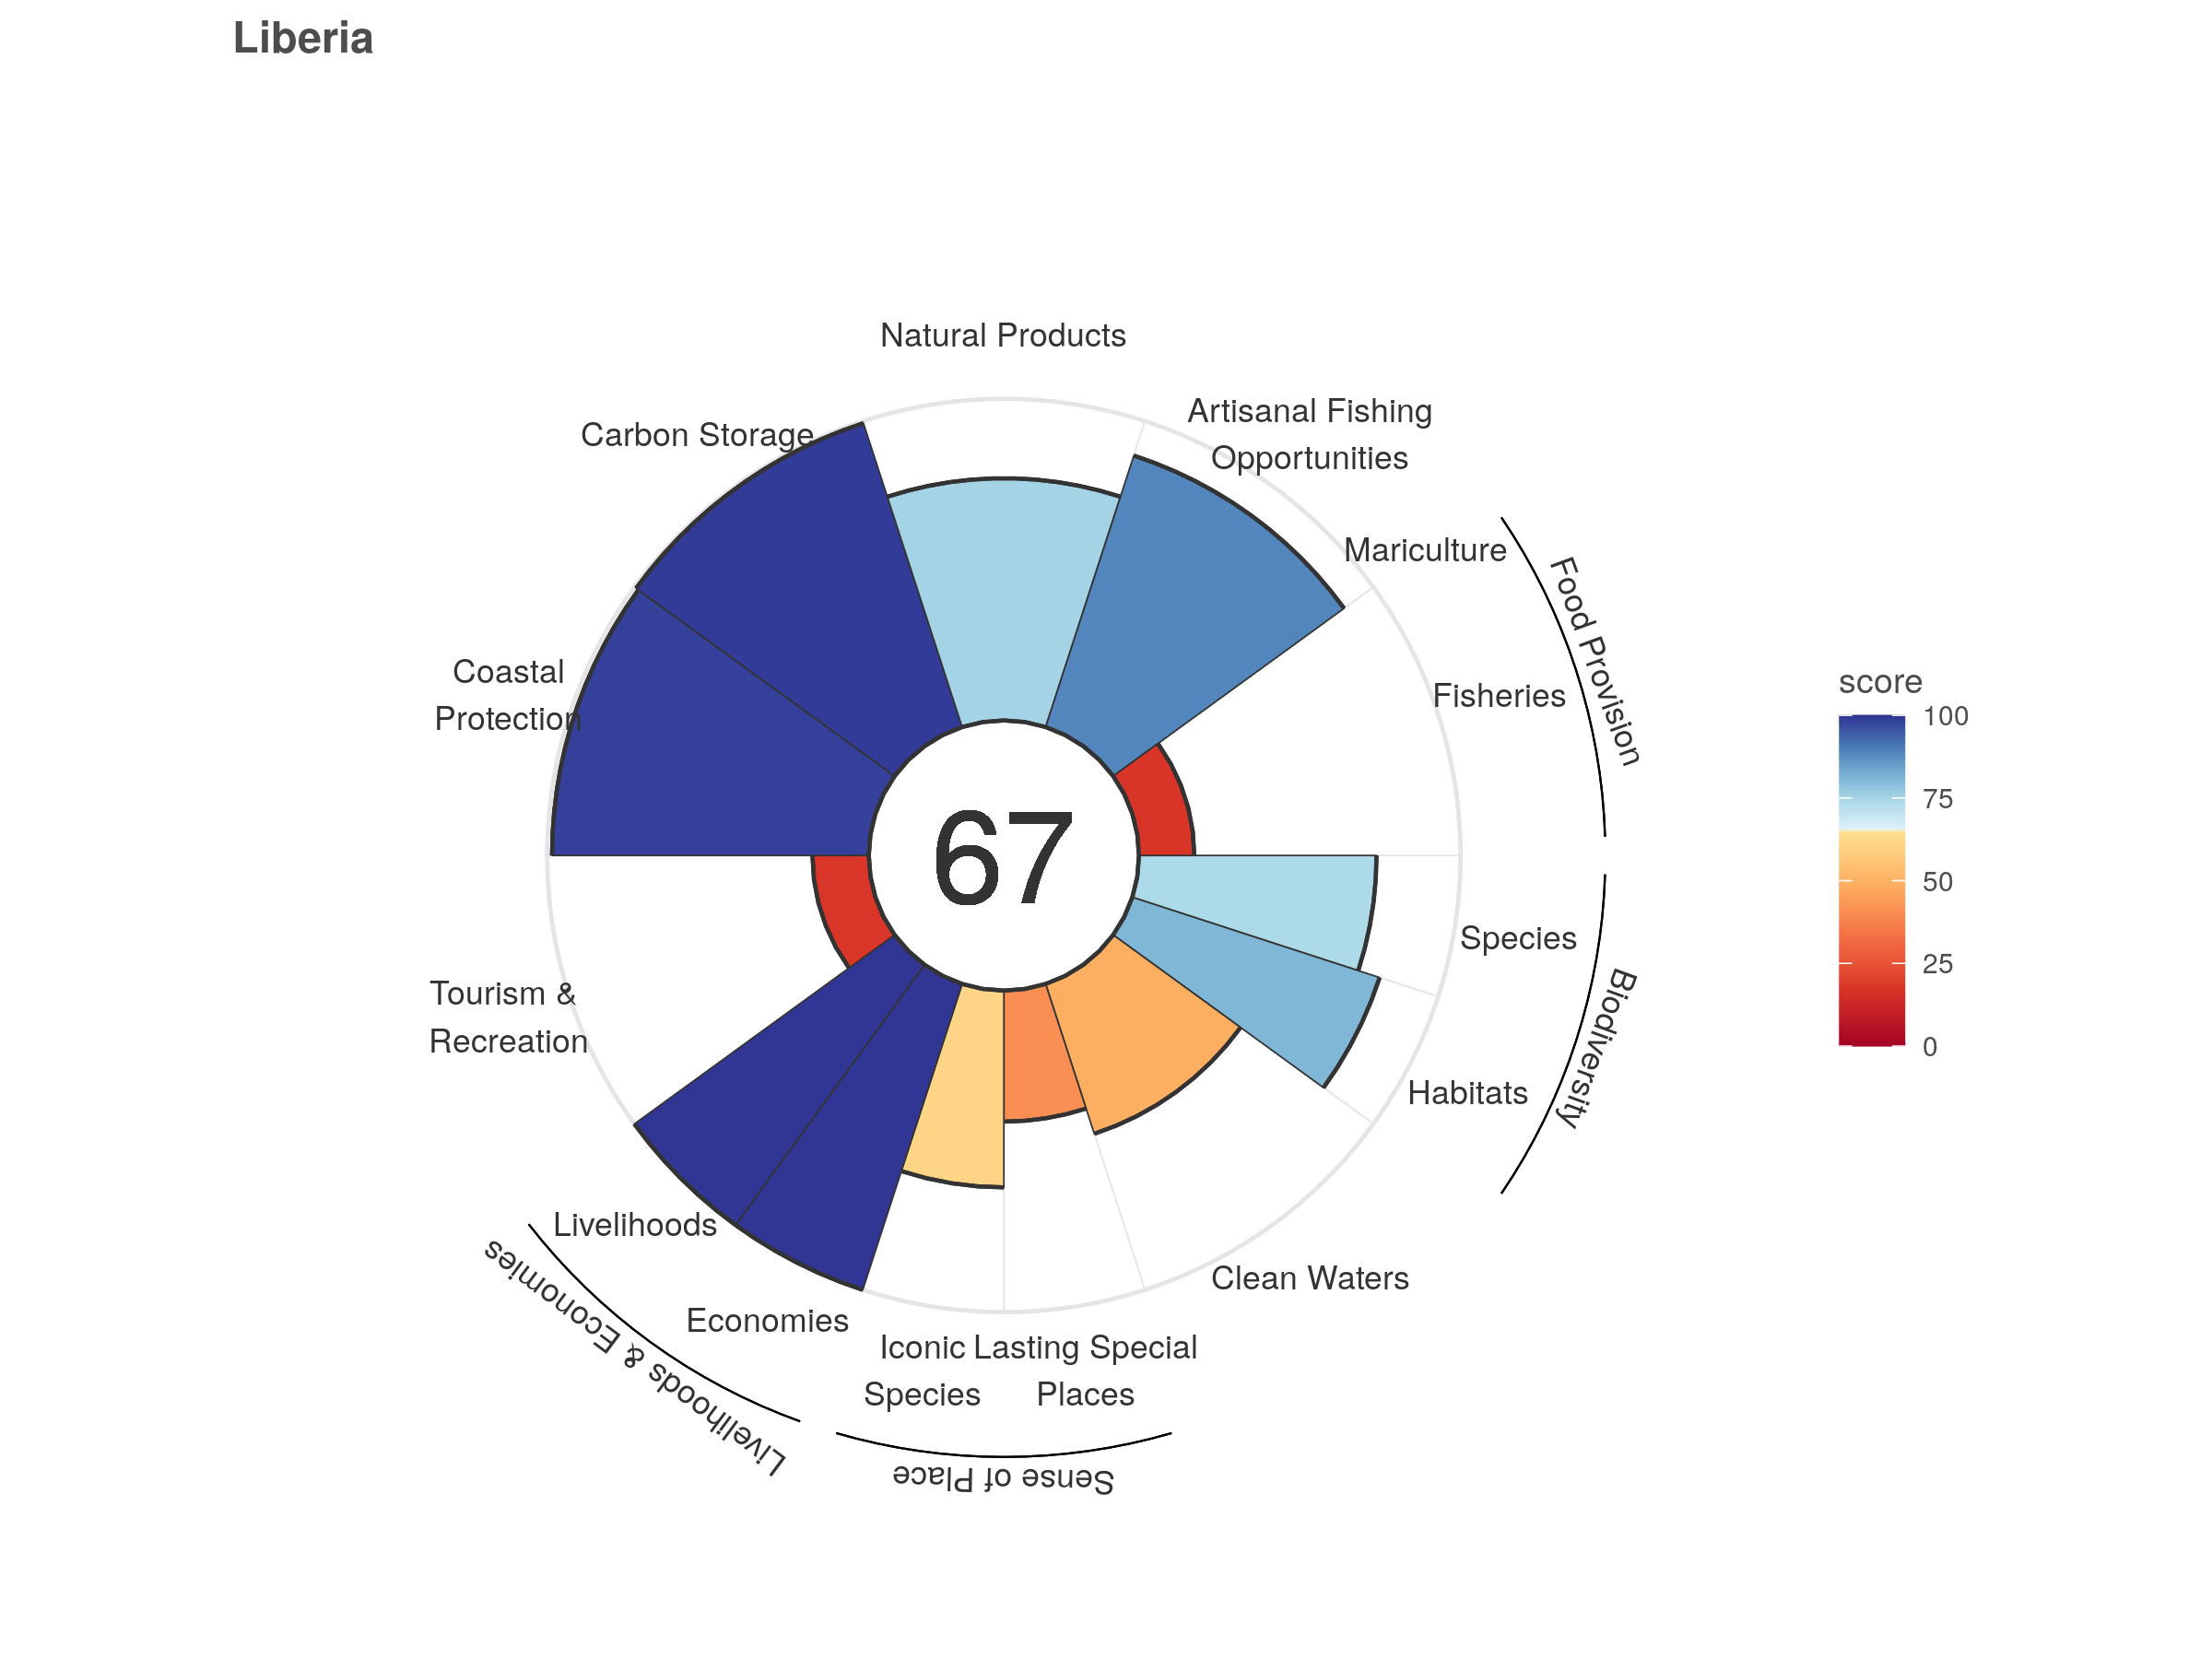 Liberia
Natural Products
Artisanal Fishing
Opportunities
Carbon Storage
Mariculture
Food Provision
Fisheries
Coastal
Protection
67
Species
Biodiversity
Habitats
Tourism &
Recreation
Livelihoods
Livelihoods & Economies
Economies
Clean Waters
Iconic
Species
Lasting Special
Places
Sense of Place
score
100
75
50
25
0